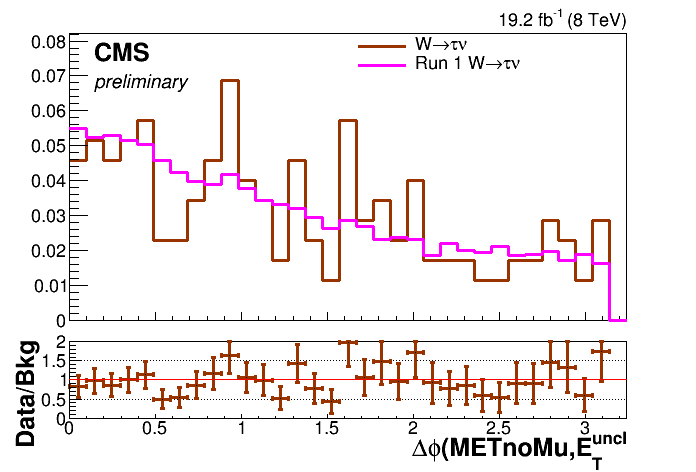 19.2 fb-1 (8 TeV)
CMS
preliminary
W→τν
Run 1 W→τν
0.08
0.07
0.06
0.05
0.04
0.03
0.02
0.01
0
Data/Bkg
2
1.5
1
0.5
0
0 0.5 1 1.5 2 2.5 3
Δϕ(METnoMu,E_T^uncl